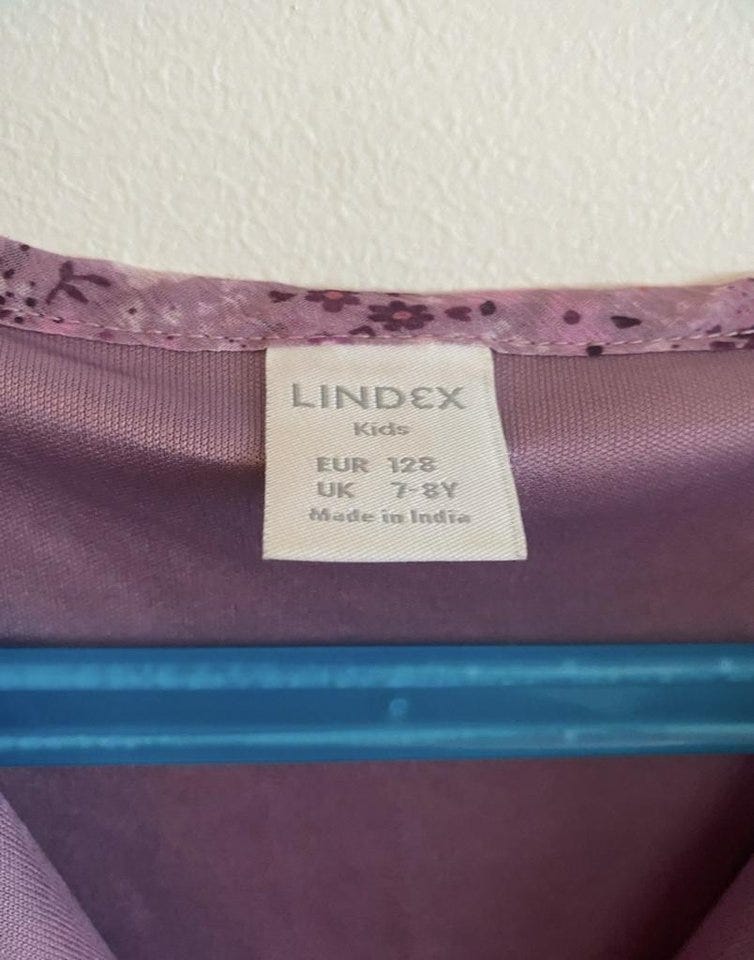 LINDEX
Kids
EUR 128
UK 7-8Y
Made in India